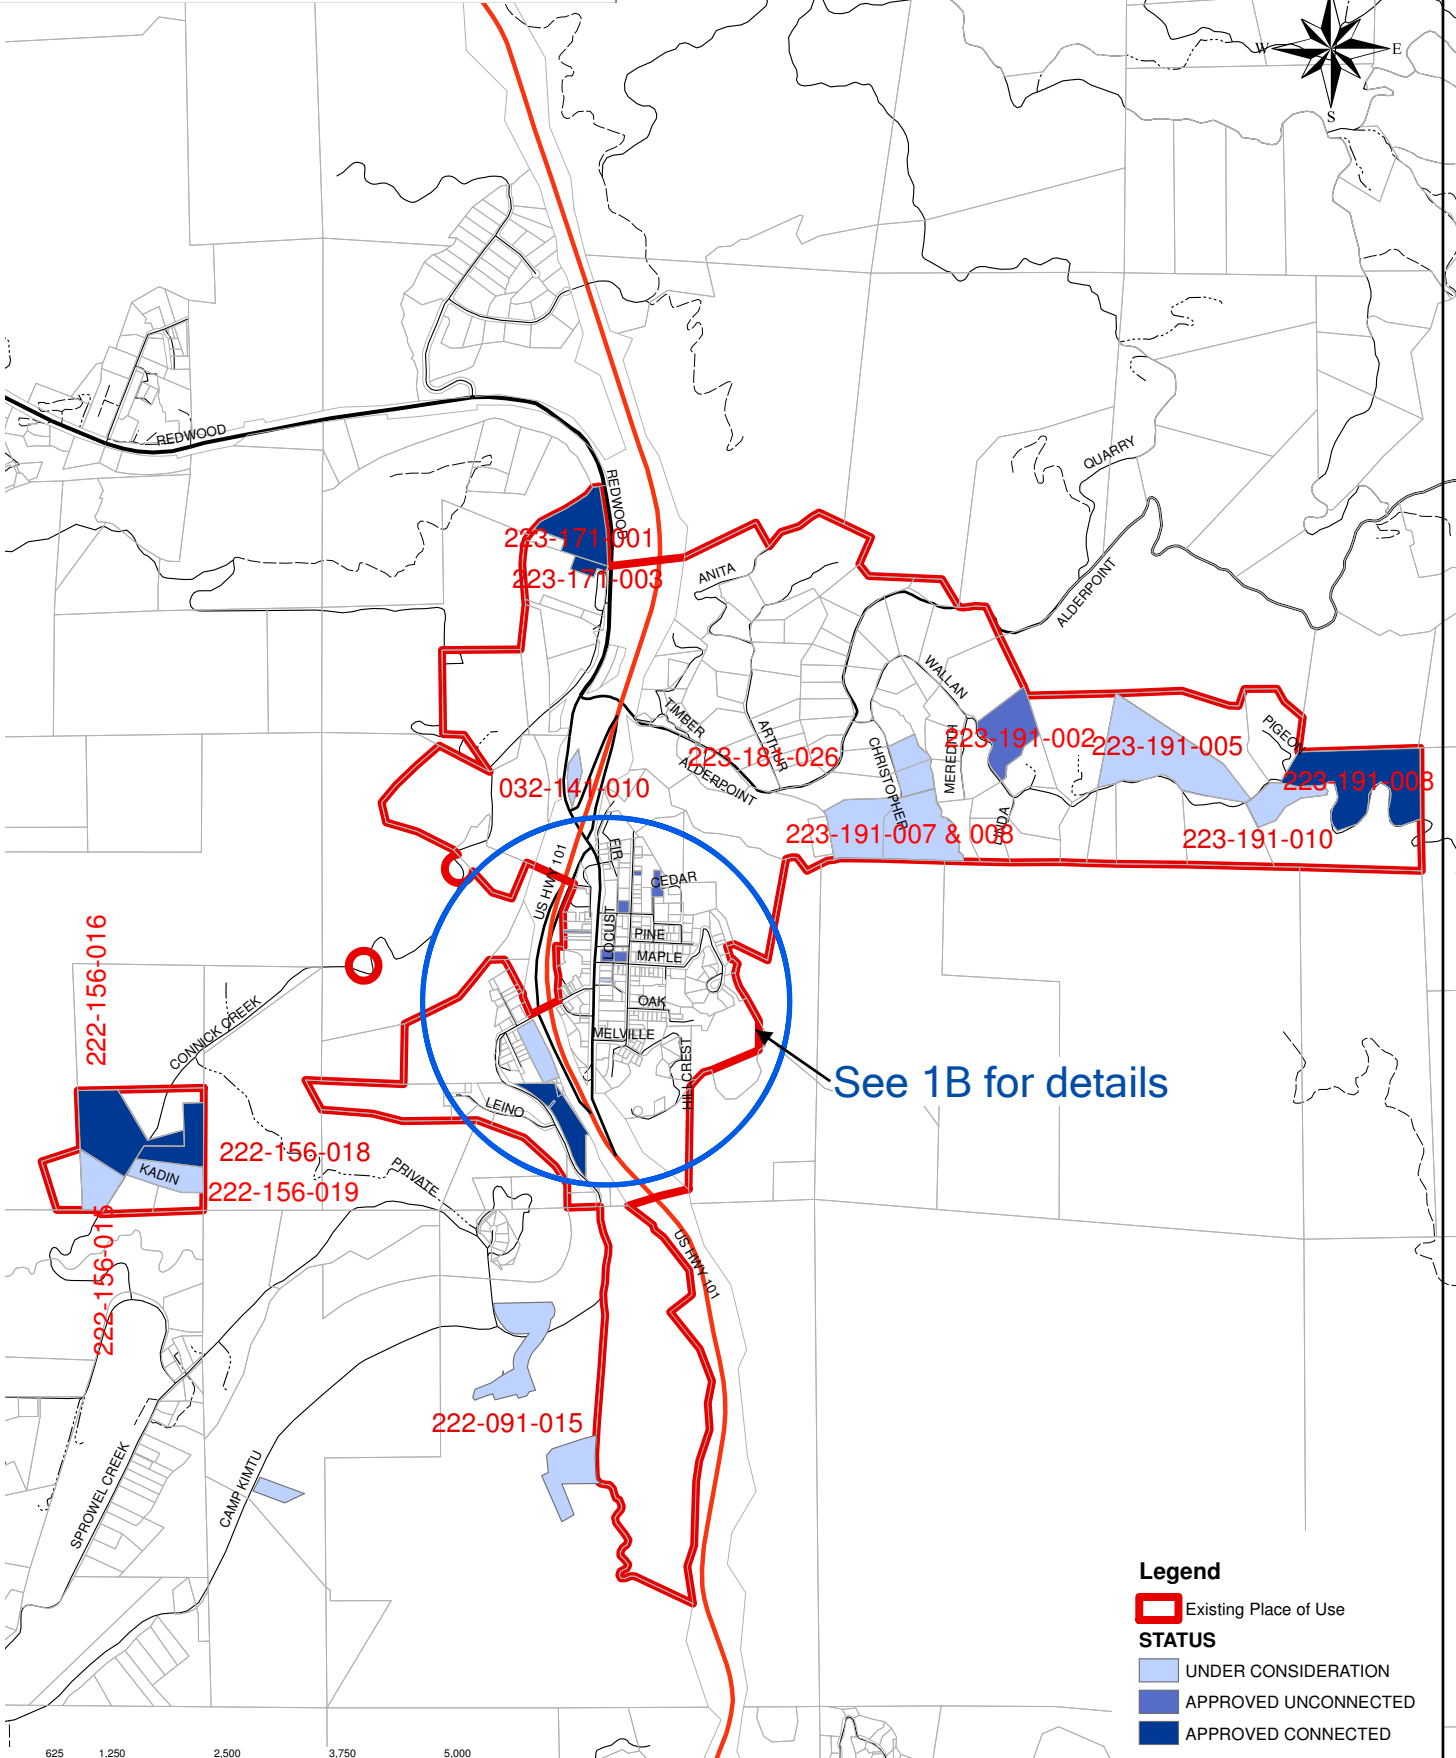 W
E
S
QUARRY
REDWOOD
REDWOOD
223-171-001
223-171-003
ANITA
ALDERPOINT
WALLAN
TIMBER
ARTHUR
CHRISTOPHER
MEREDITH
223-191-002
223-191-005
PIGEON
223-181-026
ALDERPOINT
032-141-010
223-191-008
LINDA
223-191-007 & 008
223-191-010
FIR
US HWY 101
CEDAR
LOCUST
PINE
MAPLE
222-156-016
OAK
CONNICK CREEK
MELVILLE
HILLCREST
See 1B for details
LEINO
222-156-018
KADIN
PRIVATE
222-156-019
222-156-015
US HWY 101
222-091-015
SPROWEL CREEK
CAMP KIMTU
Legend
Existing Place of Use
STATUS
UNDER CONSIDERATION
APPROVED UNCONNECTED
APPROVED CONNECTED
625 1,250 2,500 3,750 5,000